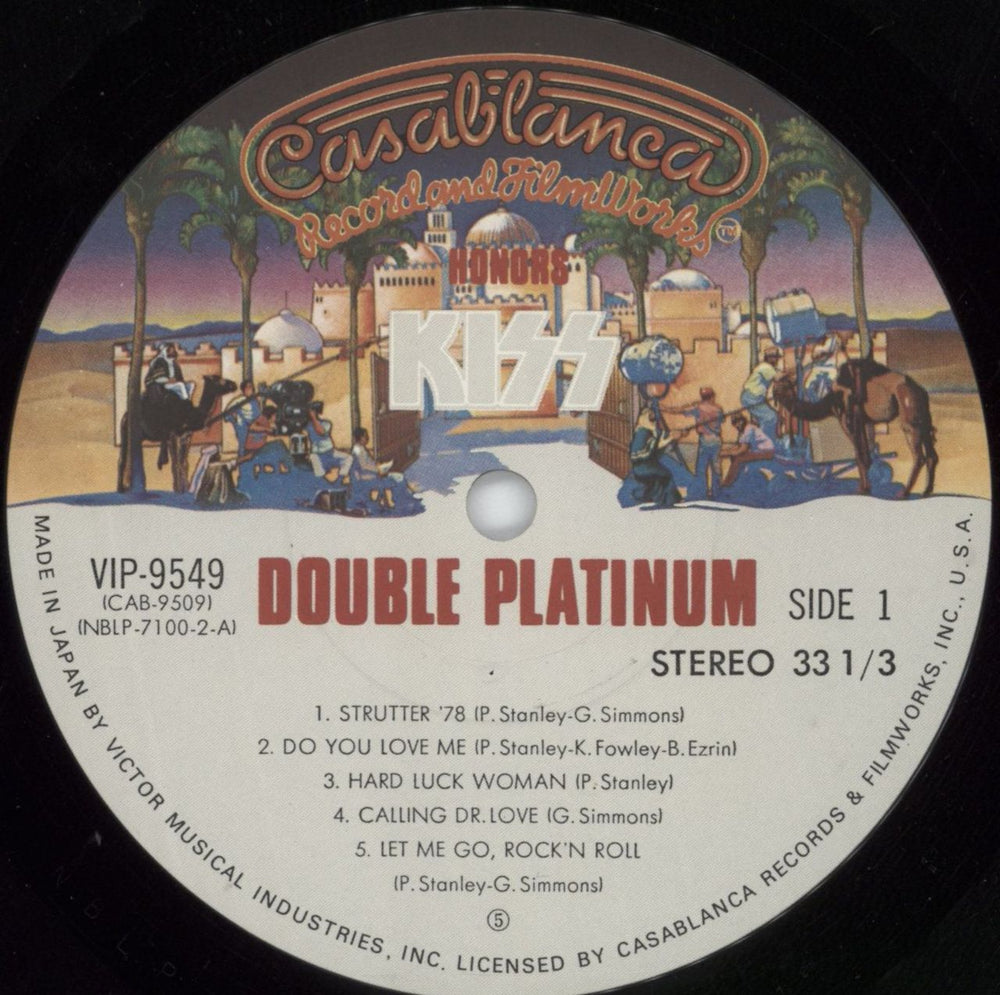 Casablanca
Record and FilmWorks TM
HONORS
KISS
VIP-9549
(CAB-9509)
(NBLP-7100-2-A)
DOUBLE PLATINUM
SIDE 1
STEREO 33 1/3
1. STRUTTER '78 (P. Stanley-G. Simmons)
2. DO YOU LOVE ME (P. Stanley-K. Fowley-B. Ezrin)
3. HARD LUCK WOMAN (P. Stanley)
4. CALLING DR. LOVE (G. Simmons)
5. LET ME GO, ROCK'N ROLL
(P. Stanley-G. Simmons)
⑤
MADE IN JAPAN BY VICTOR MUSICAL INDUSTRIES, INC. LICENSED BY CASABLANCA RECORDS & FILMWORKS, INC., U.S.A.